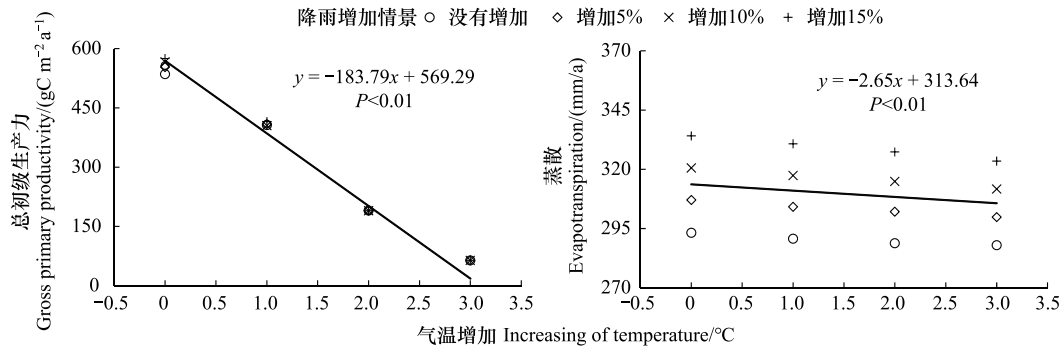 降雨增加情景 ○ 没有增加 ◇ 增加5% × 增加10% + 增加15%
总初级生产力
Gross primary productivity/(gC m⁻² a⁻¹)
600
450
300
150
0
y = −183.79x + 569.29
P<0.01
−0.5 0 0.5 1.0 1.5 2.0 2.5 3.0 3.5
蒸散
Evapotranspiration/(mm/a)
370
345
320
295
270
y = −2.65x + 313.64
P<0.01
−0.5 0 0.5 1.0 1.5 2.0 2.5 3.0 3.5
气温增加 Increasing of temperature/°C